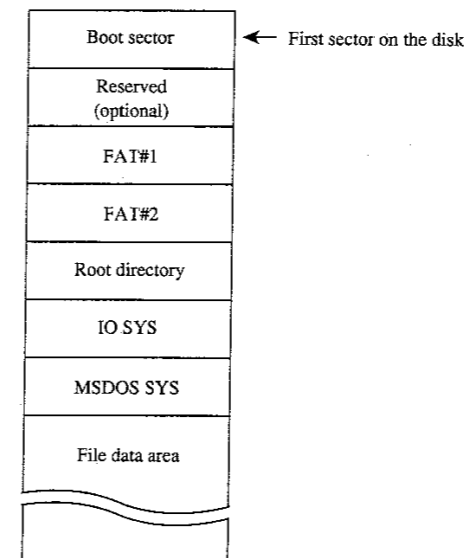 Boot sector
First sector on the disk
Reserved
(optional)
FAT#1
FAT#2
Root directory
IO SYS
MSDOS SYS
File data area